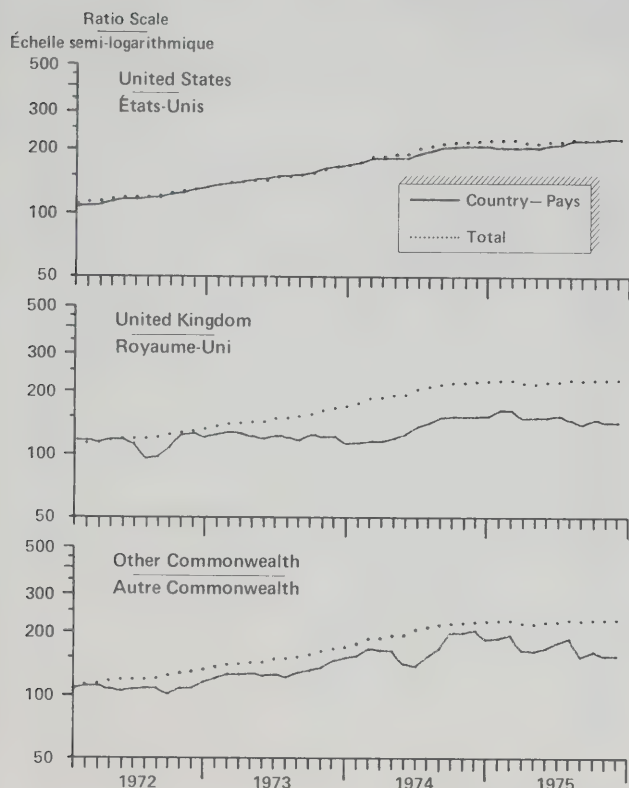 Ratio Scale
Échelle semi-logarithmique
500
300
200
100
50
United States
États-Unis
Country — Pays
Total
500
300
200
100
50
United Kingdom
Royaume-Uni
500
300
200
100
50
Other Commonwealth
Autre Commonwealth
1972 1973 1974 1975